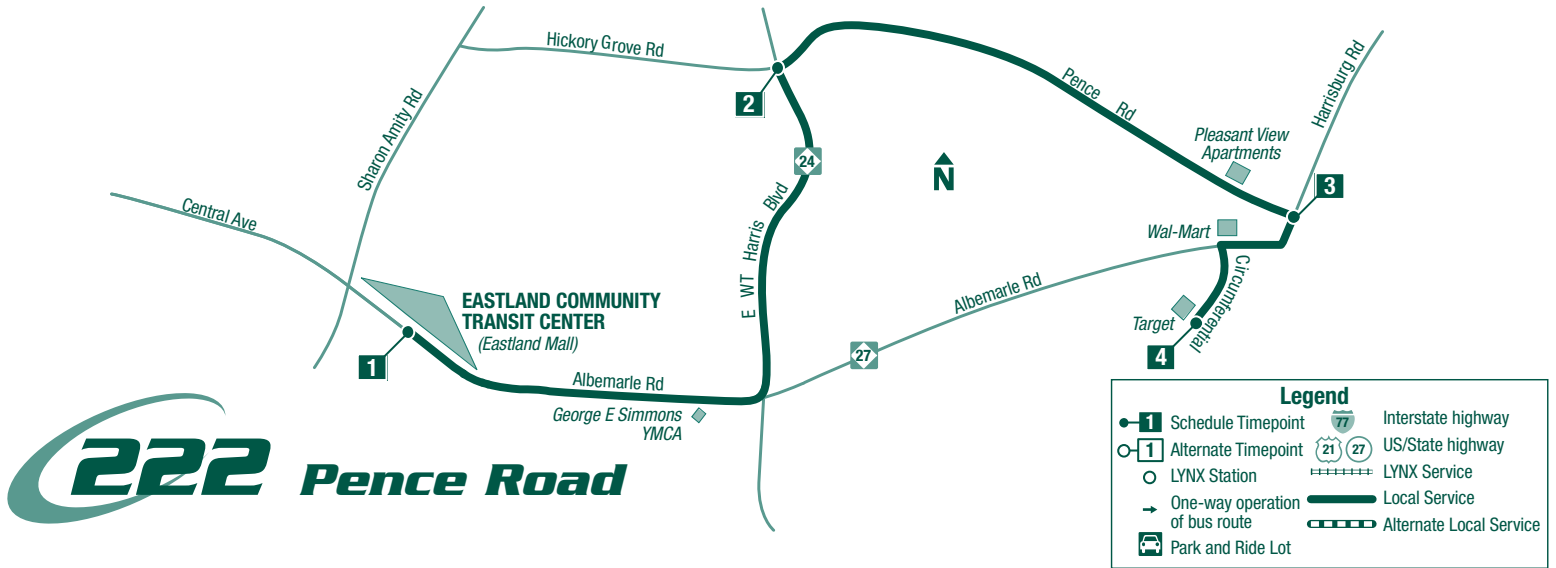 Hickory Grove Rd
Sharon Amity Rd
Central Ave
2
24
Pence Rd
Harrisburg Rd
Pleasant View
Apartments
3
N
Wal-Mart
Circumferential
Target
4
E WT Harris Blvd
Albemarle Rd
27
EASTLAND COMMUNITY
TRANSIT CENTER
(Eastland Mall)
1
Albemarle Rd
George E Simmons
YMCA
222 Pence Road
Legend
1 Schedule Timepoint
1 Alternate Timepoint
LYNX Station
One-way operation
of bus route
Park and Ride Lot
77 Interstate highway
21 27 US/State highway
LYNX Service
Local Service
Alternate Local Service